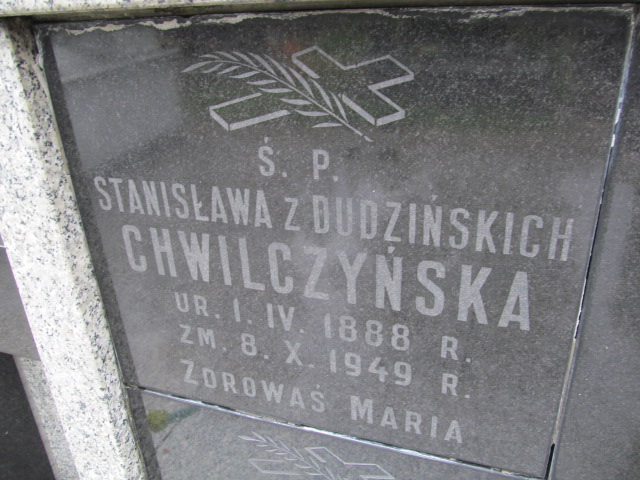 Ś. P.
STANISŁAWA Z DUDZIŃSKICH
CHWILCZYŃSKA
UR. 1. IV. 1888 R.
ZM. 8. X. 1949 R.
ZDROWAŚ MARIA